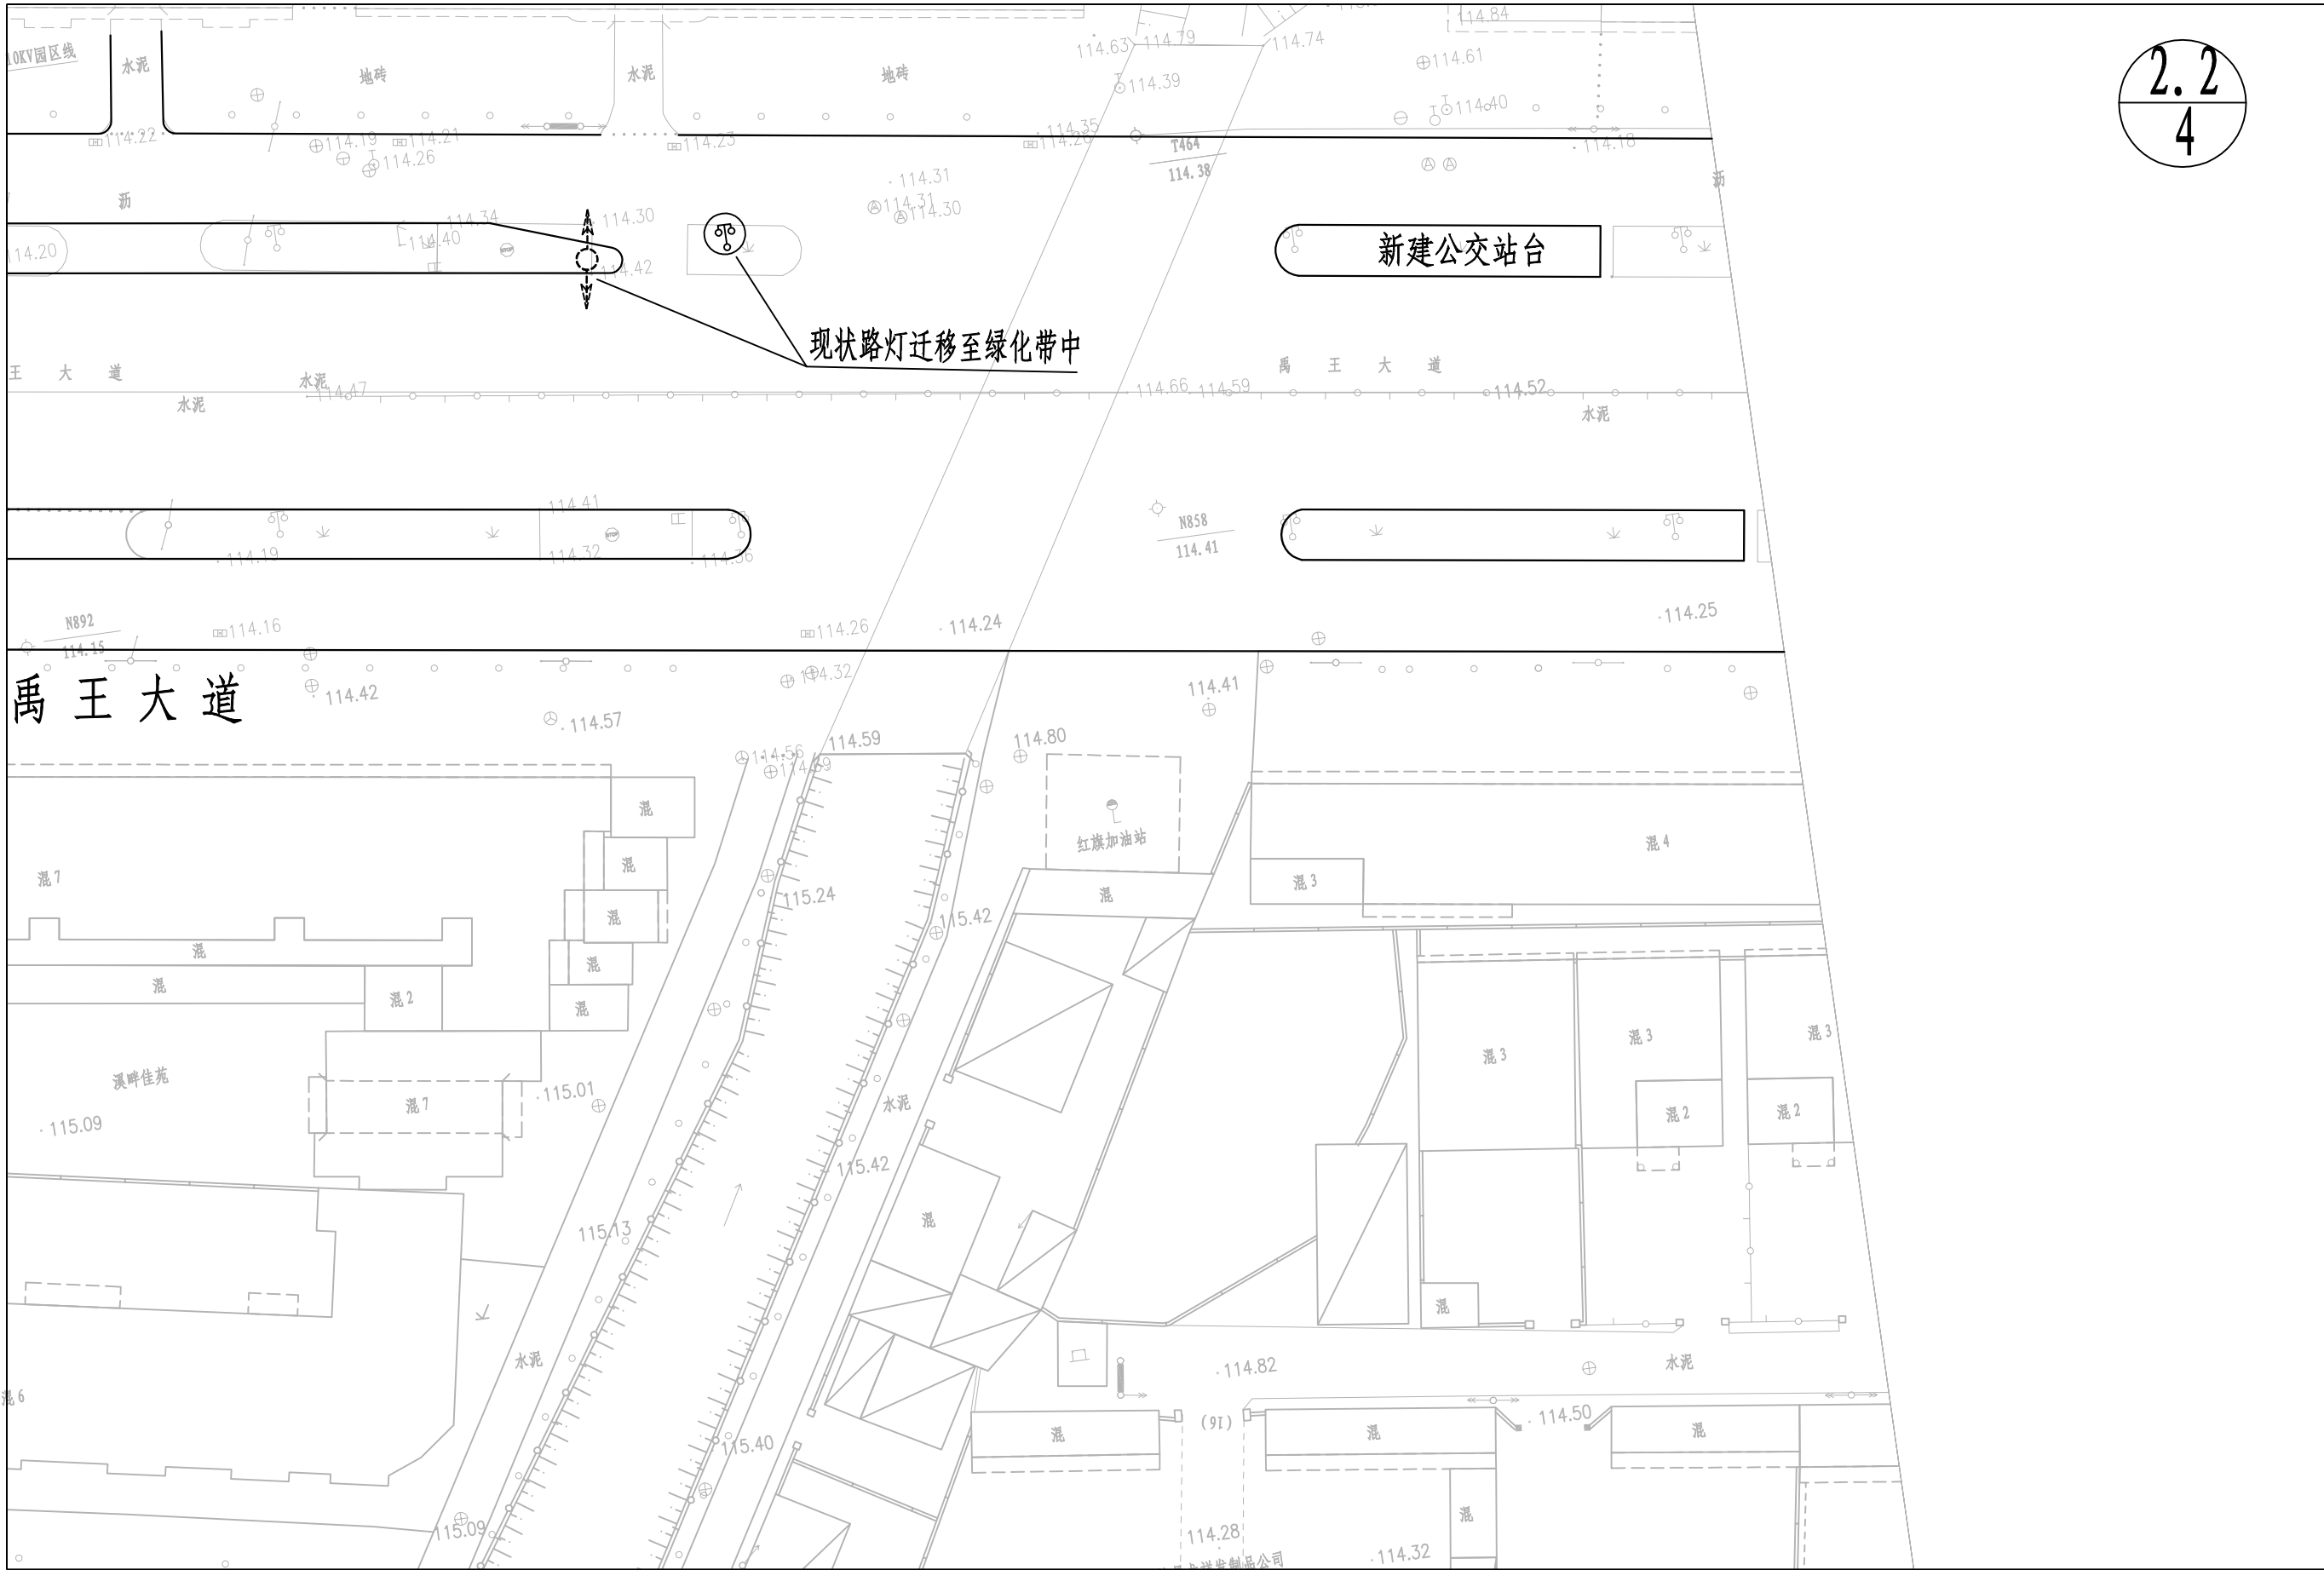 2.2
4
114.84
114.63
114.79
114.74
10KV园区线
水泥
地砖
水泥
地砖
114.61
114.39
114.40
114.22
114.19
114.21
114.26
114.23
114.35
114.26
T464
114.38
114.18
沥
沥
114.31
114.31
114.30
114.34
114.30
114.40
114.20
114.42
STOP
新建公交站台
现状路灯迁移至绿化带中
王 大 道
水泥
114.47
水泥
114.66
114.59
禹 王 大 道
114.52
水泥
114.41
STOP
114.19
114.32
114.36
N858
114.41
N892
114.15
114.16
114.26
114.24
114.25
禹王大道
114.42
114.57
114.32
114.41
114.56
114.59
114.80
混
红旗加油站
混 4
混 7
混
混 3
混
115.24
混
115.42
混
混
混
混 2
混
混 3
混 3
混 3
溪畔佳苑
混 7
115.01
水泥
混 2
混 2
115.09
115.42
115.13
混
混
水泥
114.82
水泥
混 6
(16)
114.50
混
混
混
115.40
混
115.09
114.28
114.32